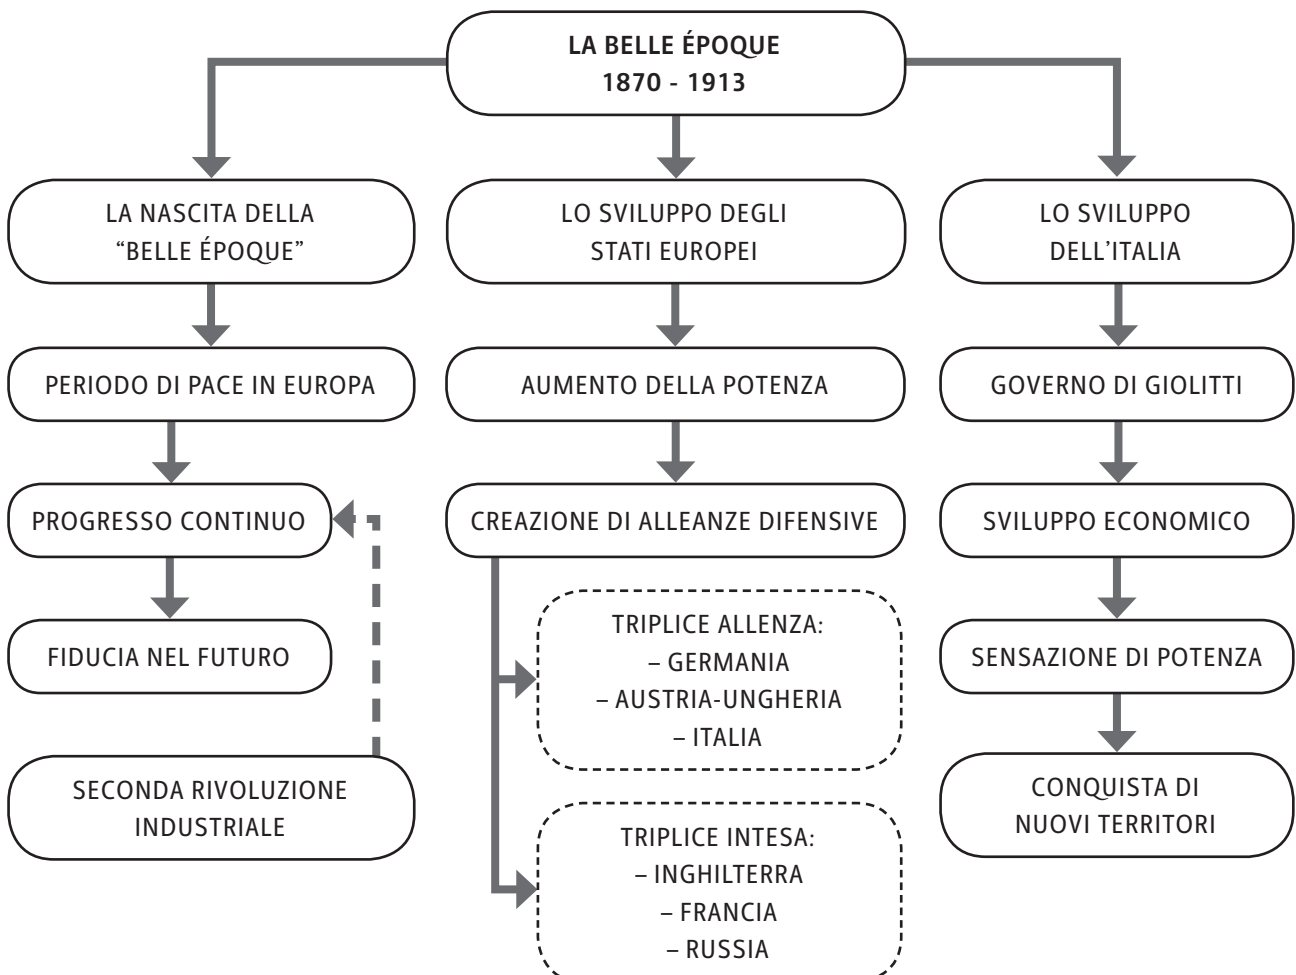 LA BELLE ÉPOQUE
1870 - 1913
LA NASCITA DELLA
“BELLE ÉPOQUE”
PERIODO DI PACE IN EUROPA
PROGRESSO CONTINUO
FIDUCIA NEL FUTURO
SECONDA RIVOLUZIONE
INDUSTRIALE
LO SVILUPPO DEGLI
STATI EUROPEI
AUMENTO DELLA POTENZA
CREAZIONE DI ALLEANZE DIFENSIVE
TRIPLICE ALLENZA:
– GERMANIA
– AUSTRIA-UNGHERIA
– ITALIA
TRIPLICE INTESA:
– INGHILTERRA
– FRANCIA
– RUSSIA
LO SVILUPPO
DELL’ITALIA
GOVERNO DI GIOLITTI
SVILUPPO ECONOMICO
SENSAZIONE DI POTENZA
CONQUISTA DI
NUOVI TERRITORI